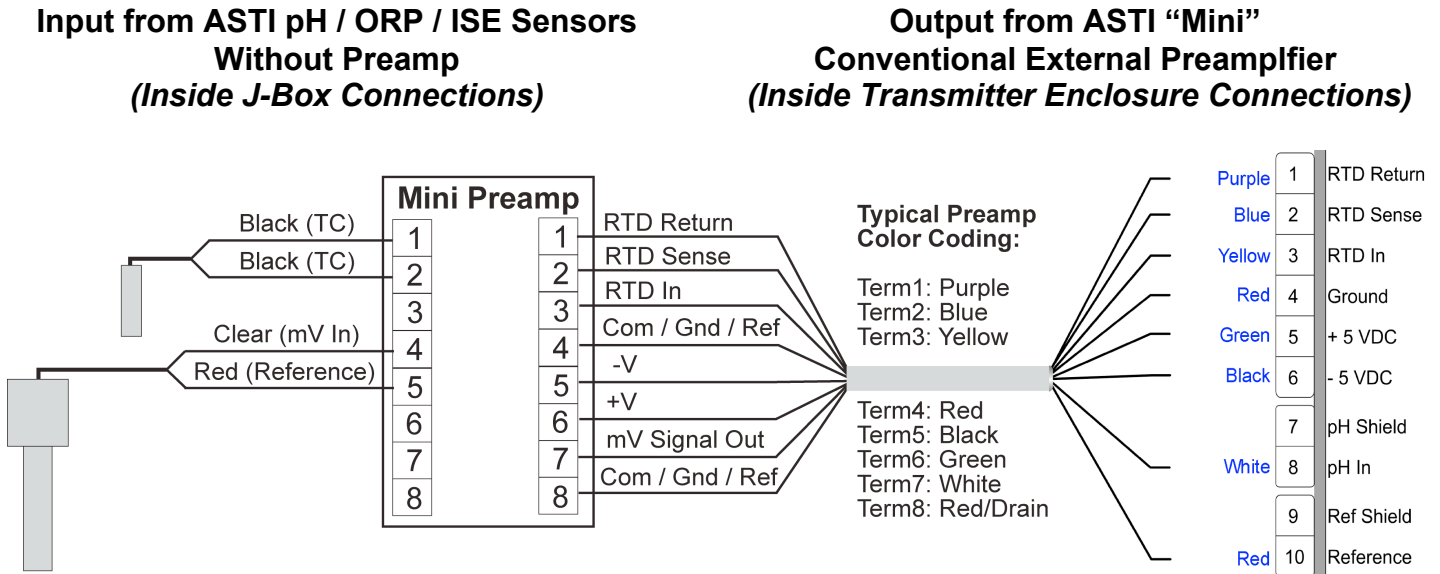 Input from ASTI pH / ORP / ISE Sensors
Without Preamp
(Inside J-Box Connections)
Output from ASTI “Mini”
Conventional External Preamplfier
(Inside Transmitter Enclosure Connections)
Mini Preamp
Black (TC)
Black (TC)
Clear (mV In)
Red (Reference)
1
2
3
4
5
6
7
8
1
2
3
4
5
6
7
8
RTD Return
RTD Sense
RTD In
Com / Gnd / Ref
-V
+V
mV Signal Out
Com / Gnd / Ref
Typical Preamp
Color Coding:
Term1: Purple
Term2: Blue
Term3: Yellow
Term4: Red
Term5: Black
Term6: Green
Term7: White
Term8: Red/Drain
Purple 1 RTD Return
Blue 2 RTD Sense
Yellow 3 RTD In
Red 4 Ground
Green 5 + 5 VDC
Black 6 - 5 VDC
7 pH Shield
White 8 pH In
9 Ref Shield
Red 10 Reference